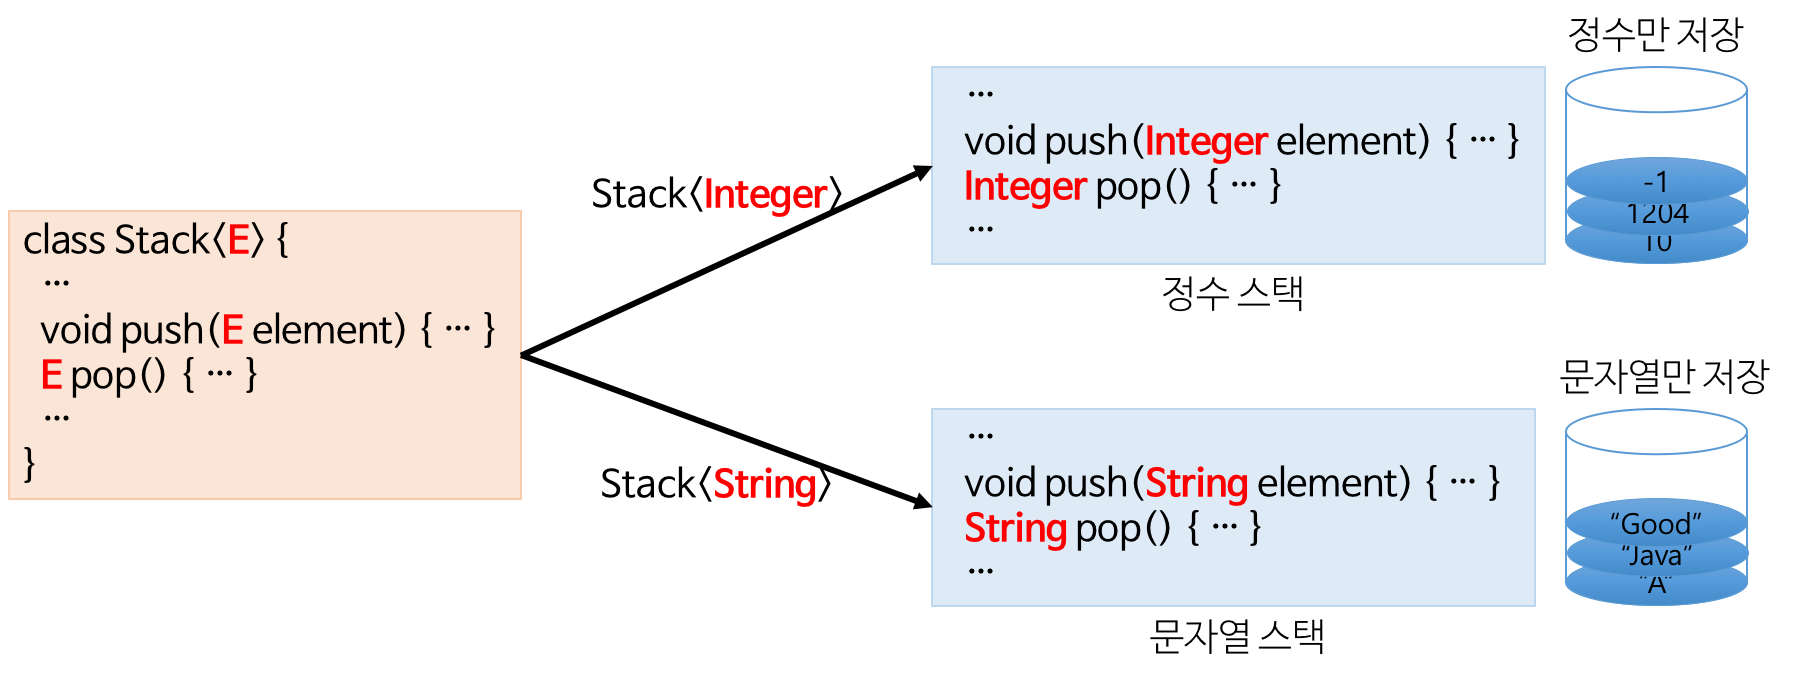 class Stack<E> {
...
void push(E element) { ... }
E pop() { ... }
...
}
Stack<Integer>
Stack<String>
...
void push(Integer element) { ... }
Integer pop() { ... }
...
정수 스택
정수만 저장
-1
1204
10
...
void push(String element) { ... }
String pop() { ... }
...
문자열 스택
문자열만 저장
“Good”
“Java”
“A”